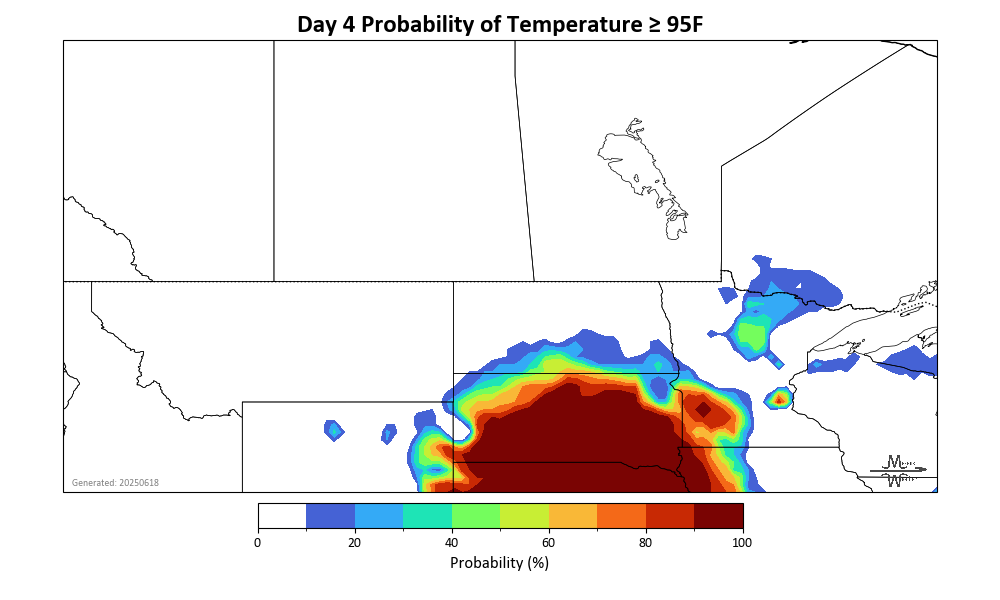 Day 4 Probability of Temperature ≥ 95F
Generated: 20250618
0 20 40 60 80 100
Probability (%)